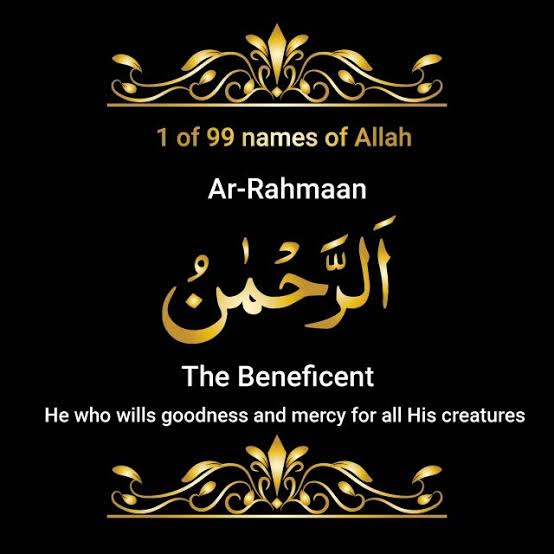 1 of 99 names of Allah
Ar-Rahmaan
اَلرَّحْمٰنُ
The Beneficent
He who wills goodness and mercy for all His creatures